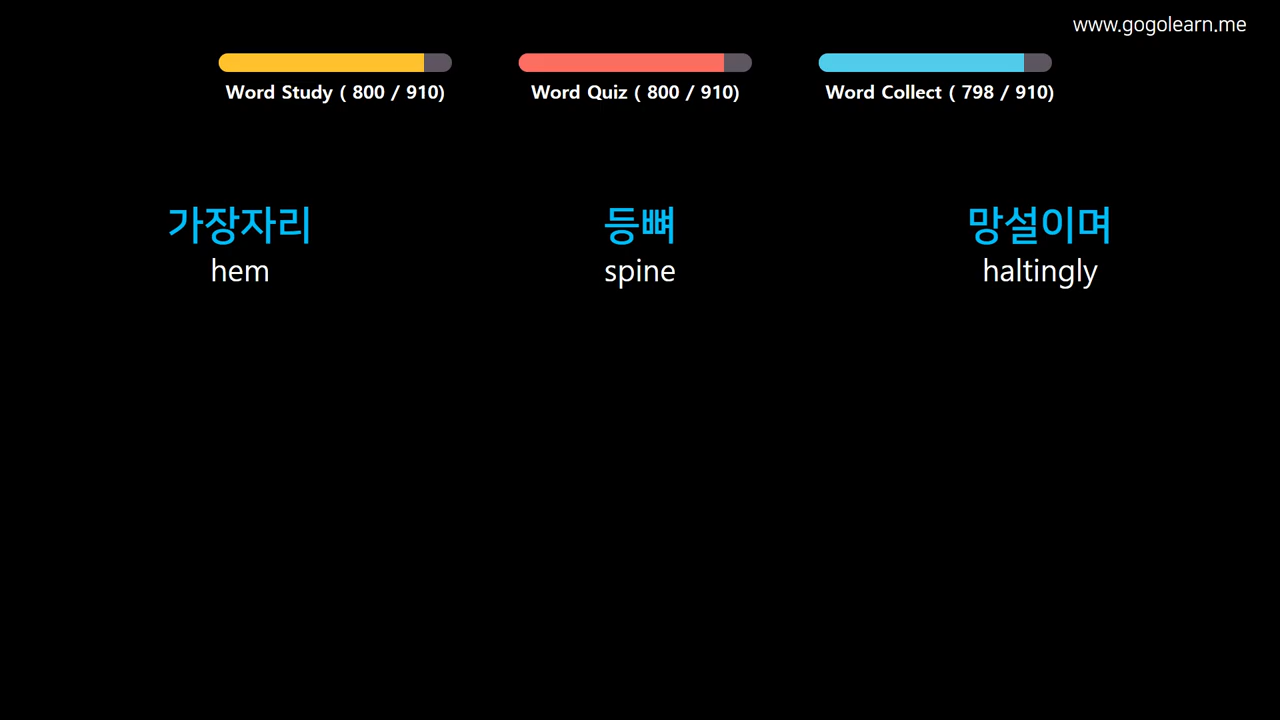 www.gogolearn.me
Word Study ( 800 / 910)
Word Quiz ( 800 / 910)
Word Collect ( 798 / 910)
가장자리
hem
등뼈
spine
망설이며
haltingly